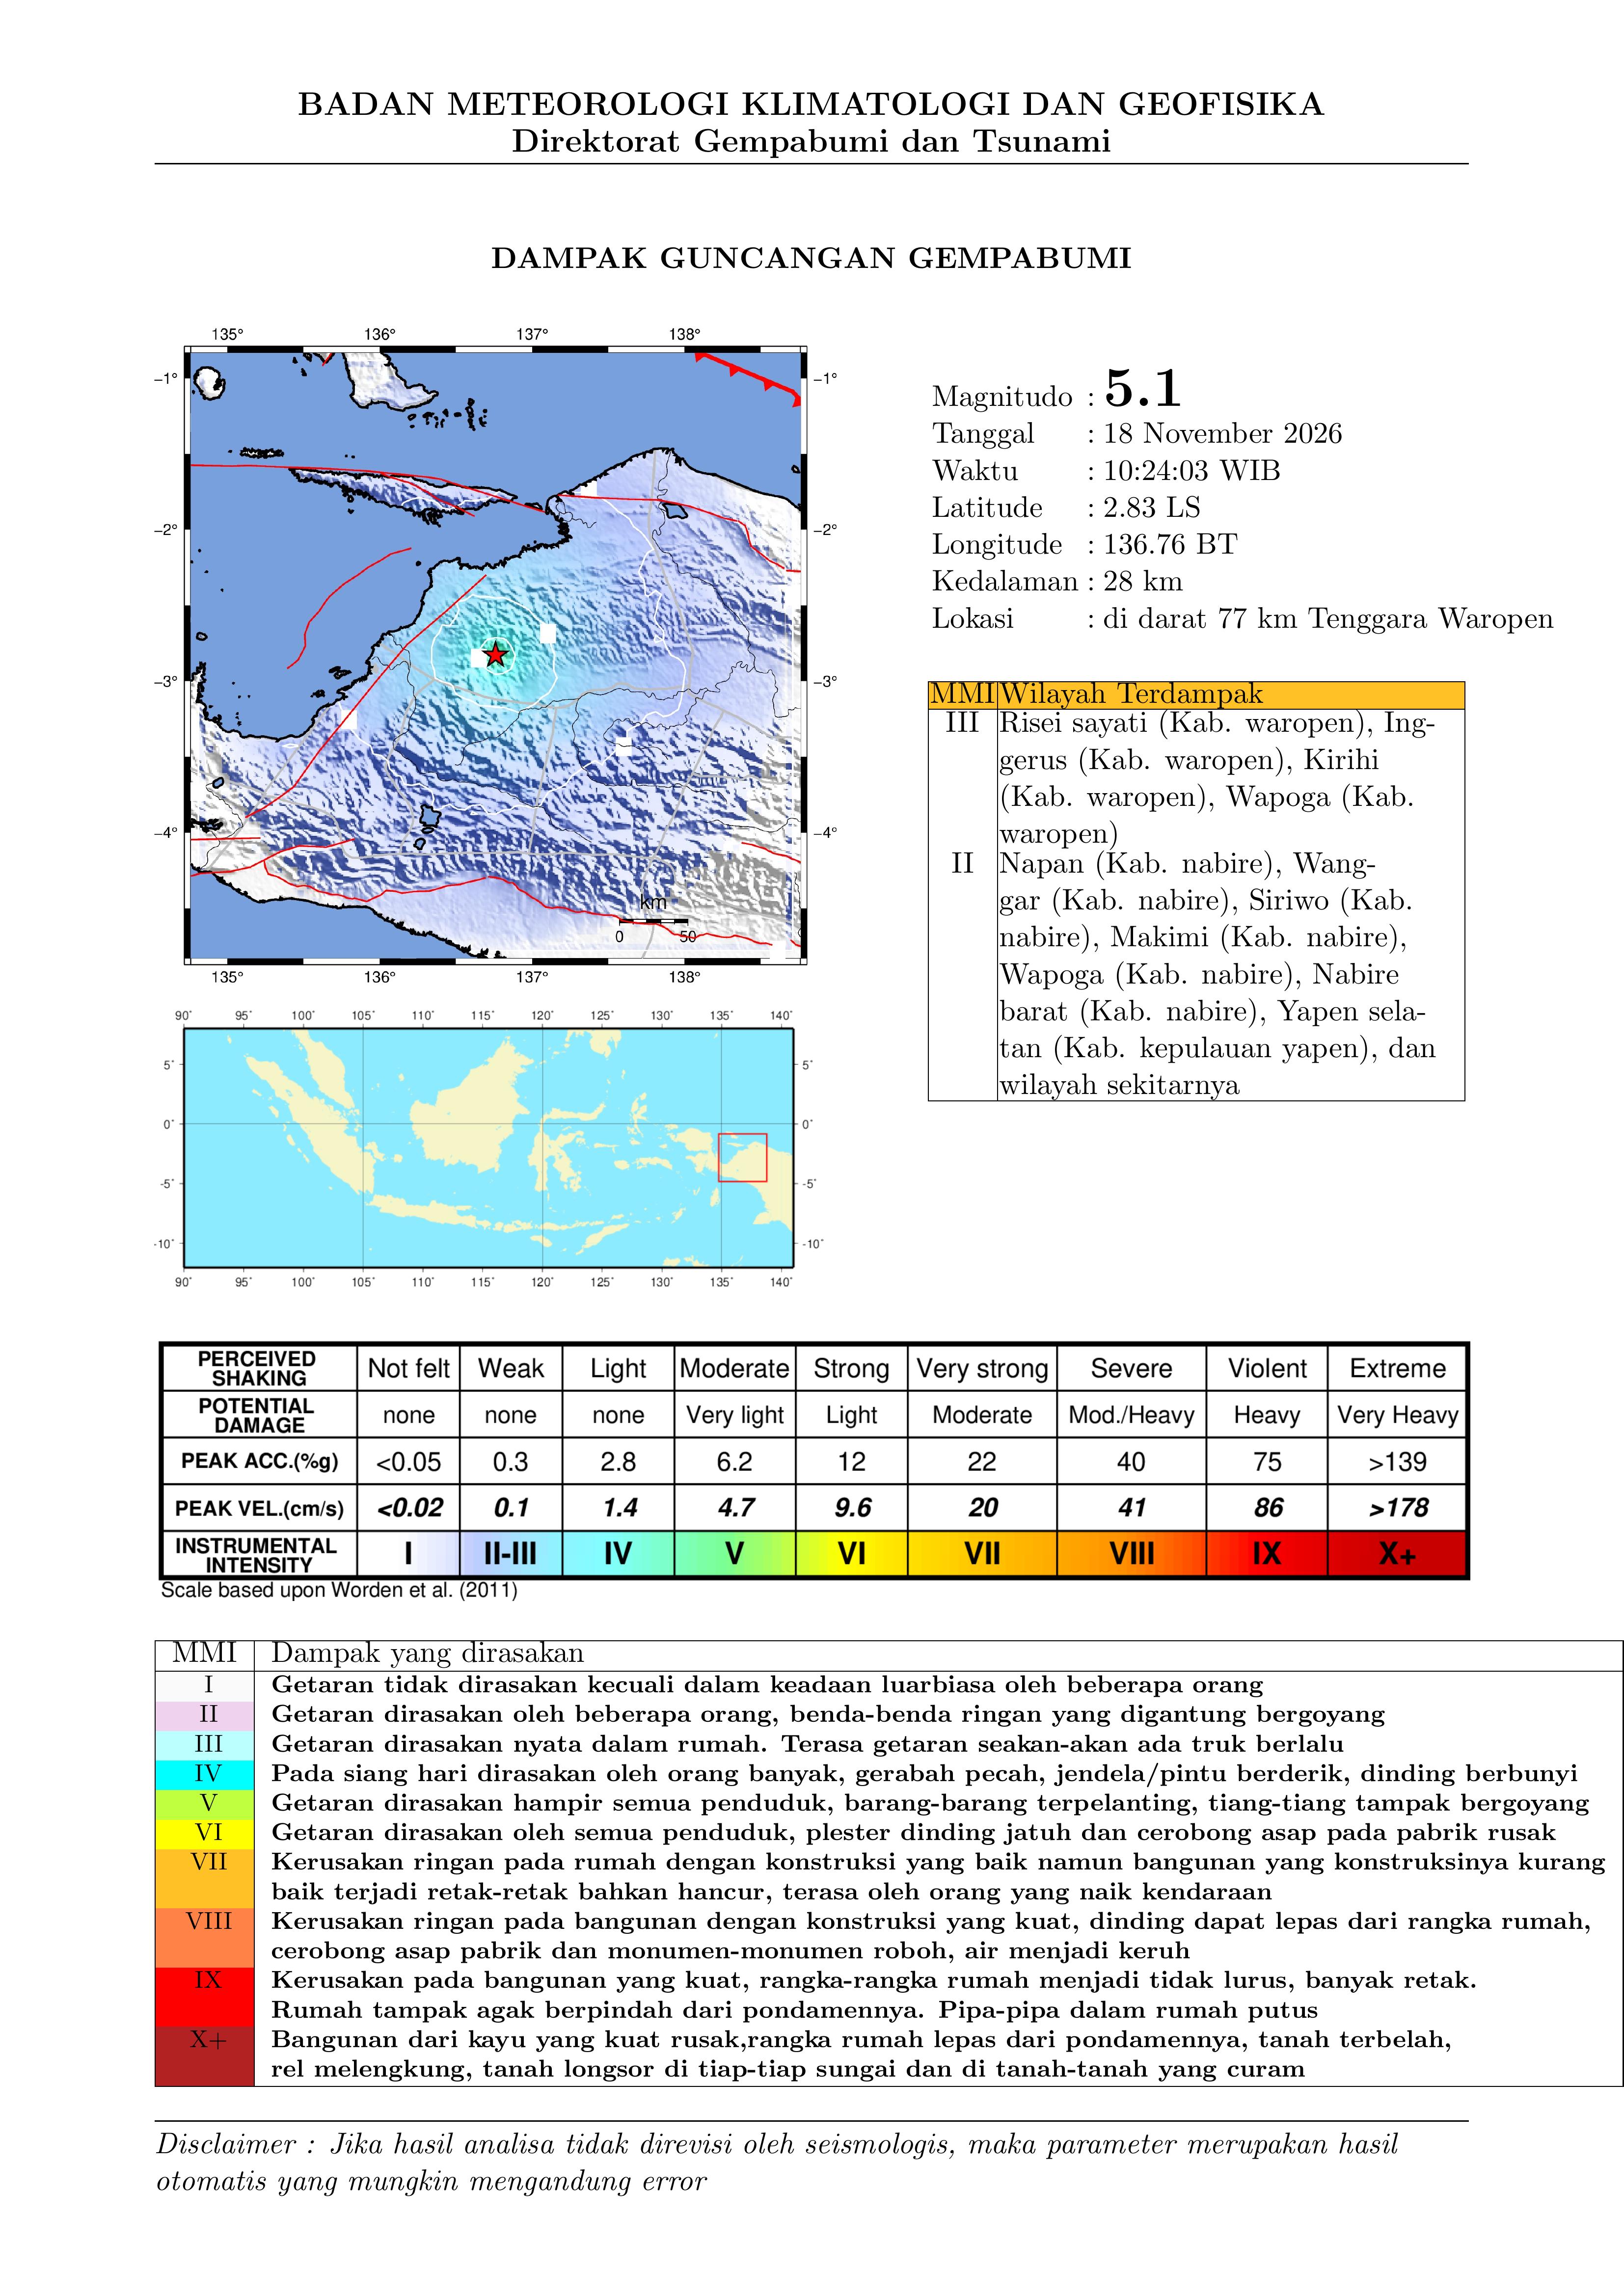 BADAN METEOROLOGI KLIMATOLOGI DAN GEOFISIKA
Direktorat Gempabumi dan Tsunami
DAMPAK GUNCANGAN GEMPABUMI
135° 136° 137° 138°
-1° -1°
-2° -2°
-3° -3°
-4° -4°
km
0 50
135° 136° 137° 138°
Magnitudo : 5.1
Tanggal : 18 November 2026
Waktu : 10:24:03 WIB
Latitude : 2.83 LS
Longitude : 136.76 BT
Kedalaman : 28 km
Lokasi : di darat 77 km Tenggara Waropen
MMI Wilayah Terdampak
III Risei sayati (Kab. waropen), Ing-
gerus (Kab. waropen), Kirihi
(Kab. waropen), Wapoga (Kab.
waropen)
II Napan (Kab. nabire), Wang-
gar (Kab. nabire), Siriwo (Kab.
nabire), Makimi (Kab. nabire),
Wapoga (Kab. nabire), Nabire
barat (Kab. nabire), Yapen sela-
tan (Kab. kepulauan yapen), dan
wilayah sekitarnya
90° 95° 100° 105° 110° 115° 120° 125° 130° 135° 140°
5° 5°
0° 0°
-5° -5°
-10° -10°
90° 95° 100° 105° 110° 115° 120° 125° 130° 135° 140°
PERCEIVED SHAKING Not felt Weak Light Moderate Strong Very strong Severe Violent Extreme
POTENTIAL DAMAGE none none none Very light Light Moderate Mod./Heavy Heavy Very Heavy
PEAK ACC.(%g) <0.05 0.3 2.8 6.2 12 22 40 75 >139
PEAK VEL.(cm/s) <0.02 0.1 1.4 4.7 9.6 20 41 86 >178
INSTRUMENTAL INTENSITY I II-III IV V VI VII VIII IX X+
Scale based upon Worden et al. (2011)
MMI Dampak yang dirasakan
I Getaran tidak dirasakan kecuali dalam keadaan luarbiasa oleh beberapa orang
II Getaran dirasakan oleh beberapa orang, benda-benda ringan yang digantung bergoyang
III Getaran dirasakan nyata dalam rumah. Terasa getaran seakan-akan ada truk berlalu
IV Pada siang hari dirasakan oleh orang banyak, gerabah pecah, jendela/pintu berderik, dinding berbunyi
V Getaran dirasakan hampir semua penduduk, barang-barang terpelanting, tiang-tiang tampak bergoyang
VI Getaran dirasakan oleh semua penduduk, plester dinding jatuh dan cerobong asap pada pabrik rusak
VII Kerusakan ringan pada rumah dengan konstruksi yang baik namun bangunan yang konstruksinya kurang
baik terjadi retak-retak bahkan hancur, terasa oleh orang yang naik kendaraan
VIII Kerusakan ringan pada bangunan dengan konstruksi yang kuat, dinding dapat lepas dari rangka rumah,
cerobong asap pabrik dan monumen-monumen roboh, air menjadi keruh
IX Kerusakan pada bangunan yang kuat, rangka-rangka rumah menjadi tidak lurus, banyak retak.
Rumah tampak agak berpindah dari pondamennya. Pipa-pipa dalam rumah putus
X+ Bangunan dari kayu yang kuat rusak,rangka rumah lepas dari pondamennya, tanah terbelah,
rel melengkung, tanah longsor di tiap-tiap sungai dan di tanah-tanah yang curam
Disclaimer : Jika hasil analisa tidak direvisi oleh seismologis, maka parameter merupakan hasil
otomatis yang mungkin mengandung error